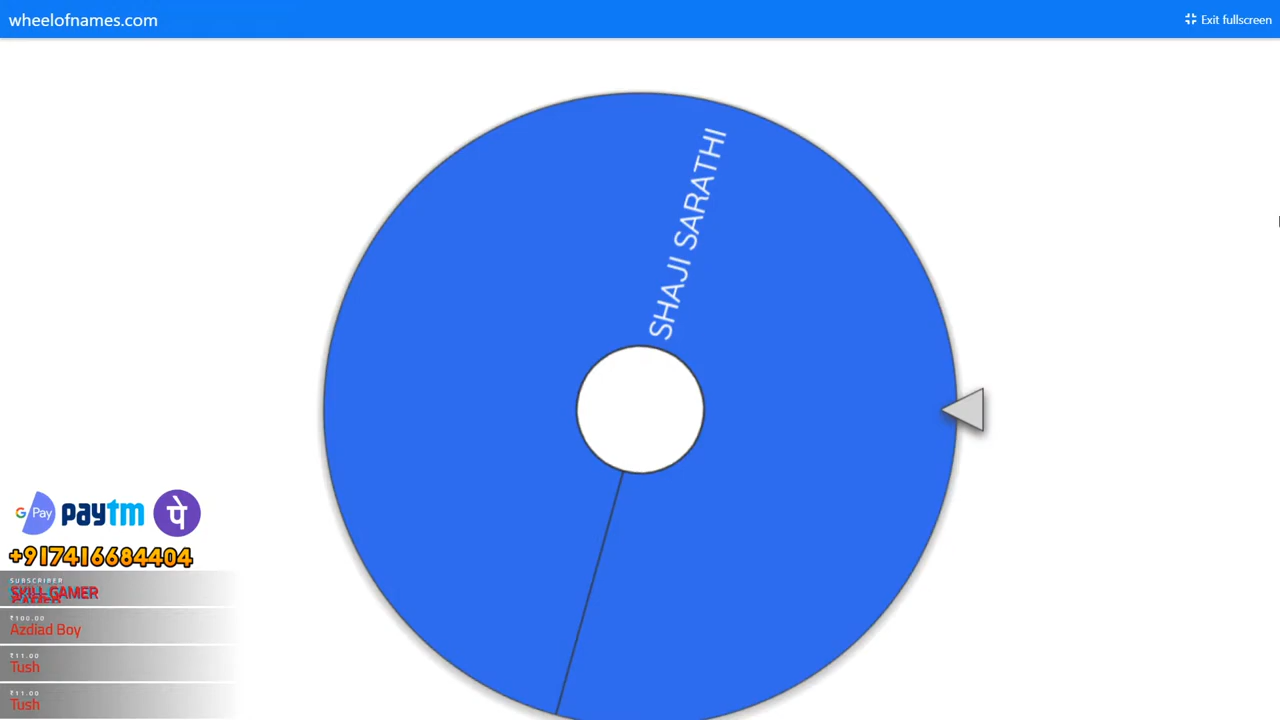 wheelofnames.com
Exit fullscreen
SHAJI SARATHI
G Pay paytm पे
+917416684404
SUBSCRIBER
SKILL GAMER
₹100.00
Azdiad Boy
₹11.00
Tush
₹11.00
Tush